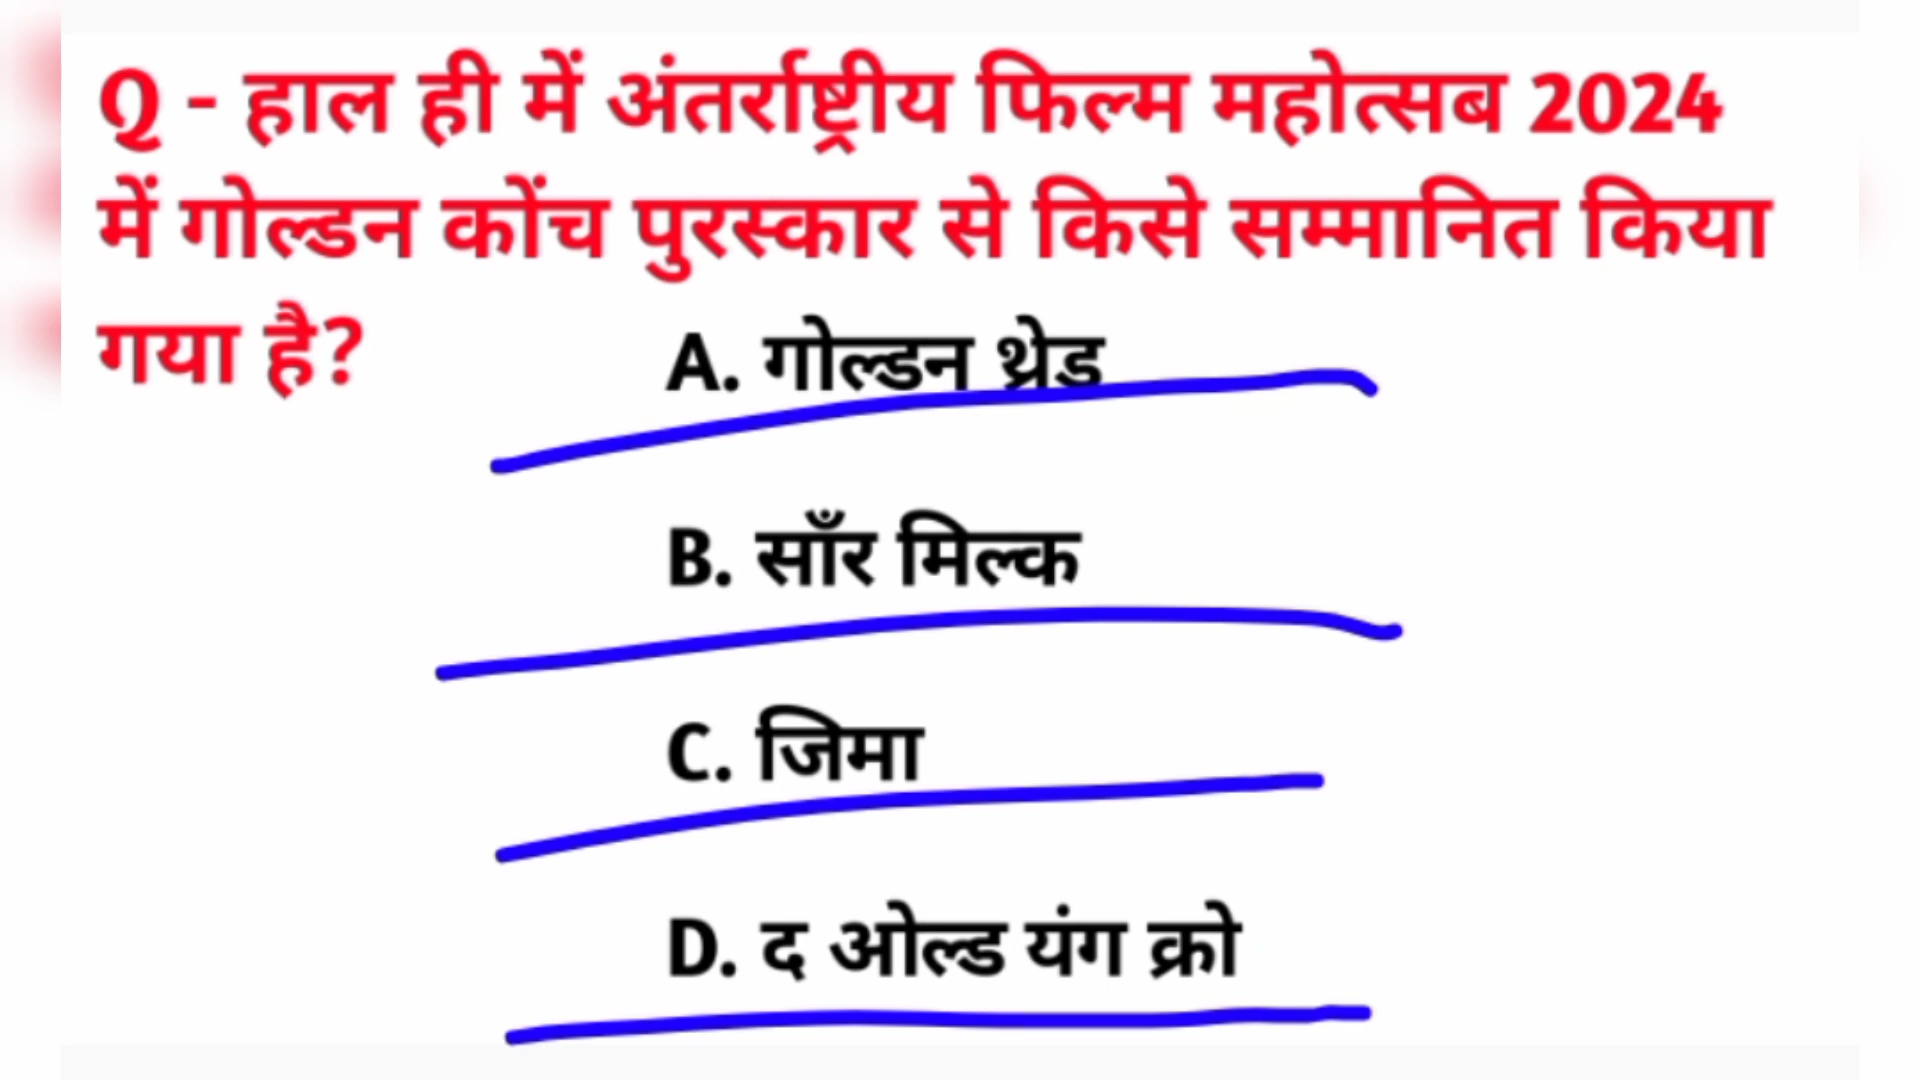 Q - हाल ही में अंतर्राष्ट्रीय फिल्म महोत्सब 2024
में गोल्डन कोंच पुरस्कार से किसे सम्मानित किया
गया है?
A. गोल्डन थ्रेड
B. साँर मिल्क
C. जिमा
D. द ओल्ड यंग क्रो